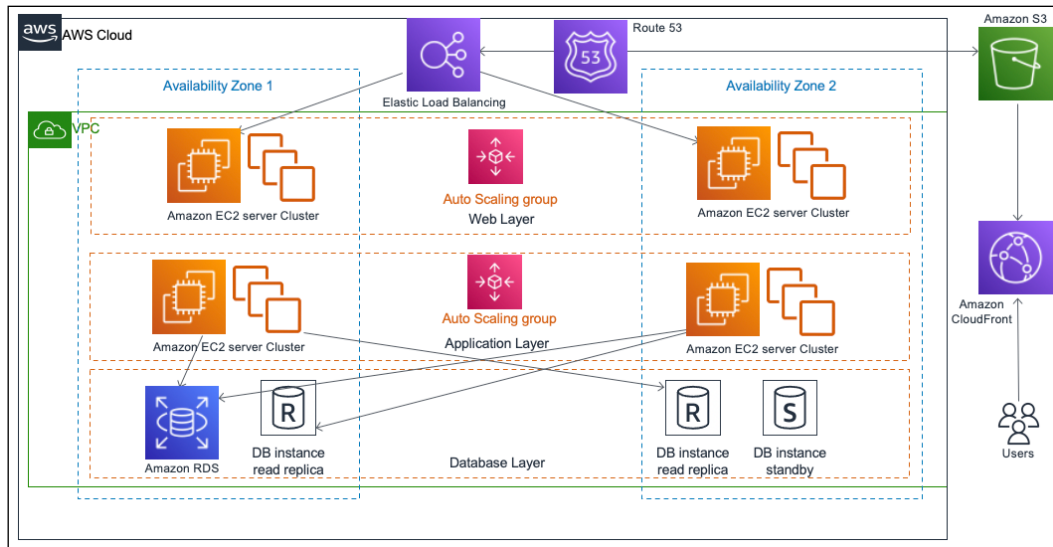 aws
AWS Cloud
Route 53
53
Amazon S3
Availability Zone 1
Elastic Load Balancing
Availability Zone 2
VPC
Amazon EC2 server Cluster
Auto Scaling group
Web Layer
Amazon EC2 server Cluster
Amazon EC2 server Cluster
Auto Scaling group
Application Layer
Amazon EC2 server Cluster
Amazon
CloudFront
R
R
S
Amazon RDS
DB instance
read replica
Database Layer
DB instance
read replica
DB instance
standby
Users